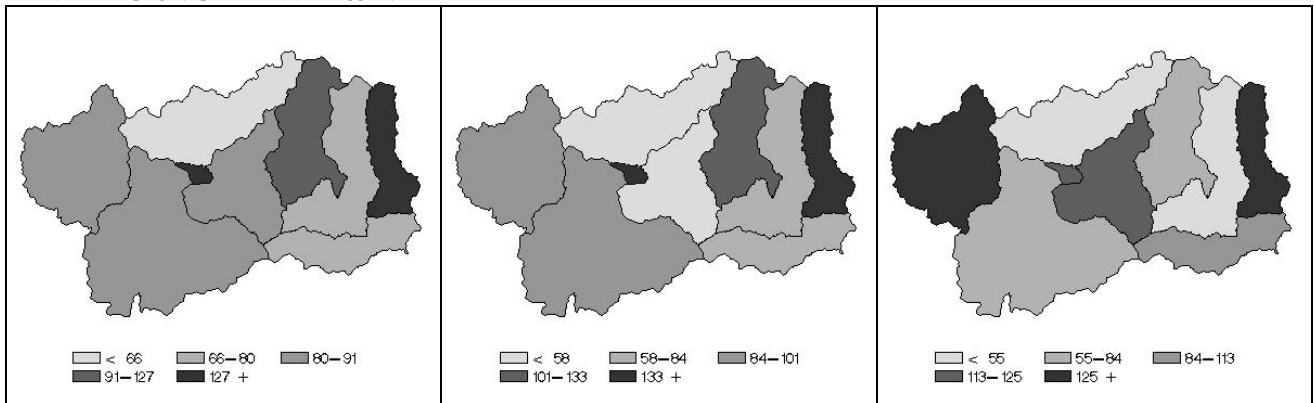 < 66 66-80 80-91
91-127 127 +
< 58 58-84 84-101
101-133 133 +
< 55 55-84 84-113
113-125 125 +